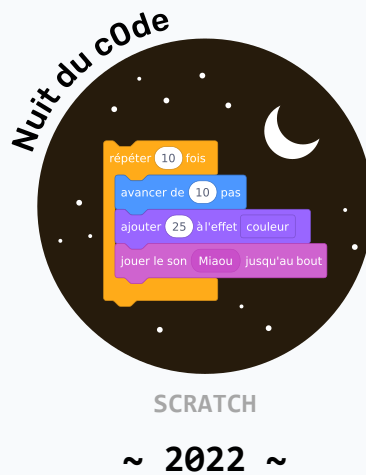 Nuit du c0de
répéter 10 fois
avancer de 10 pas
ajouter 25 à l'effet couleur
jouer le son Miaou jusqu'au bout
SCRATCH
~ 2022 ~